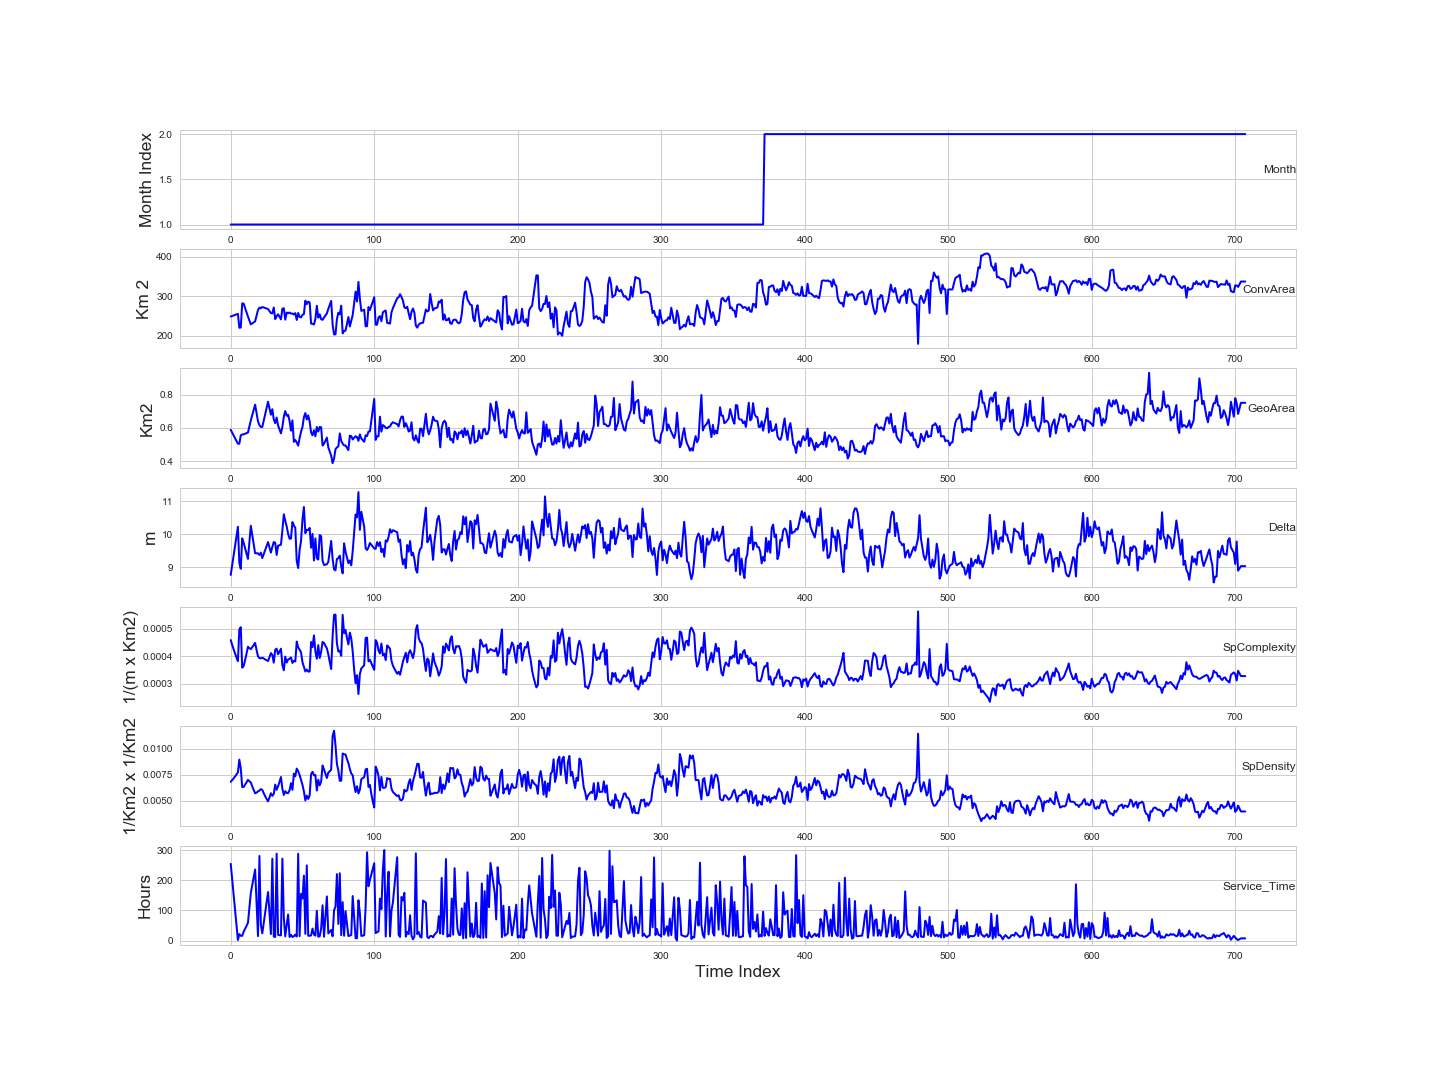 2.0
1.5
1.0
Month Index
Month
0 100 200 300 400 500 600 700
400
300
200
Km 2
ConvArea
0 100 200 300 400 500 600 700
0.8
0.6
0.4
Km2
GeoArea
0 100 200 300 400 500 600 700
11
10
9
m
Delta
0 100 200 300 400 500 600 700
0.0005
0.0004
0.0003
1/(m x Km2)
SpComplexity
0 100 200 300 400 500 600 700
0.0100
0.0075
0.0050
1/Km2 x 1/Km2
SpDensity
0 100 200 300 400 500 600 700
300
200
100
0
Hours
Service_Time
0 100 200 300 400 500 600 700
Time Index